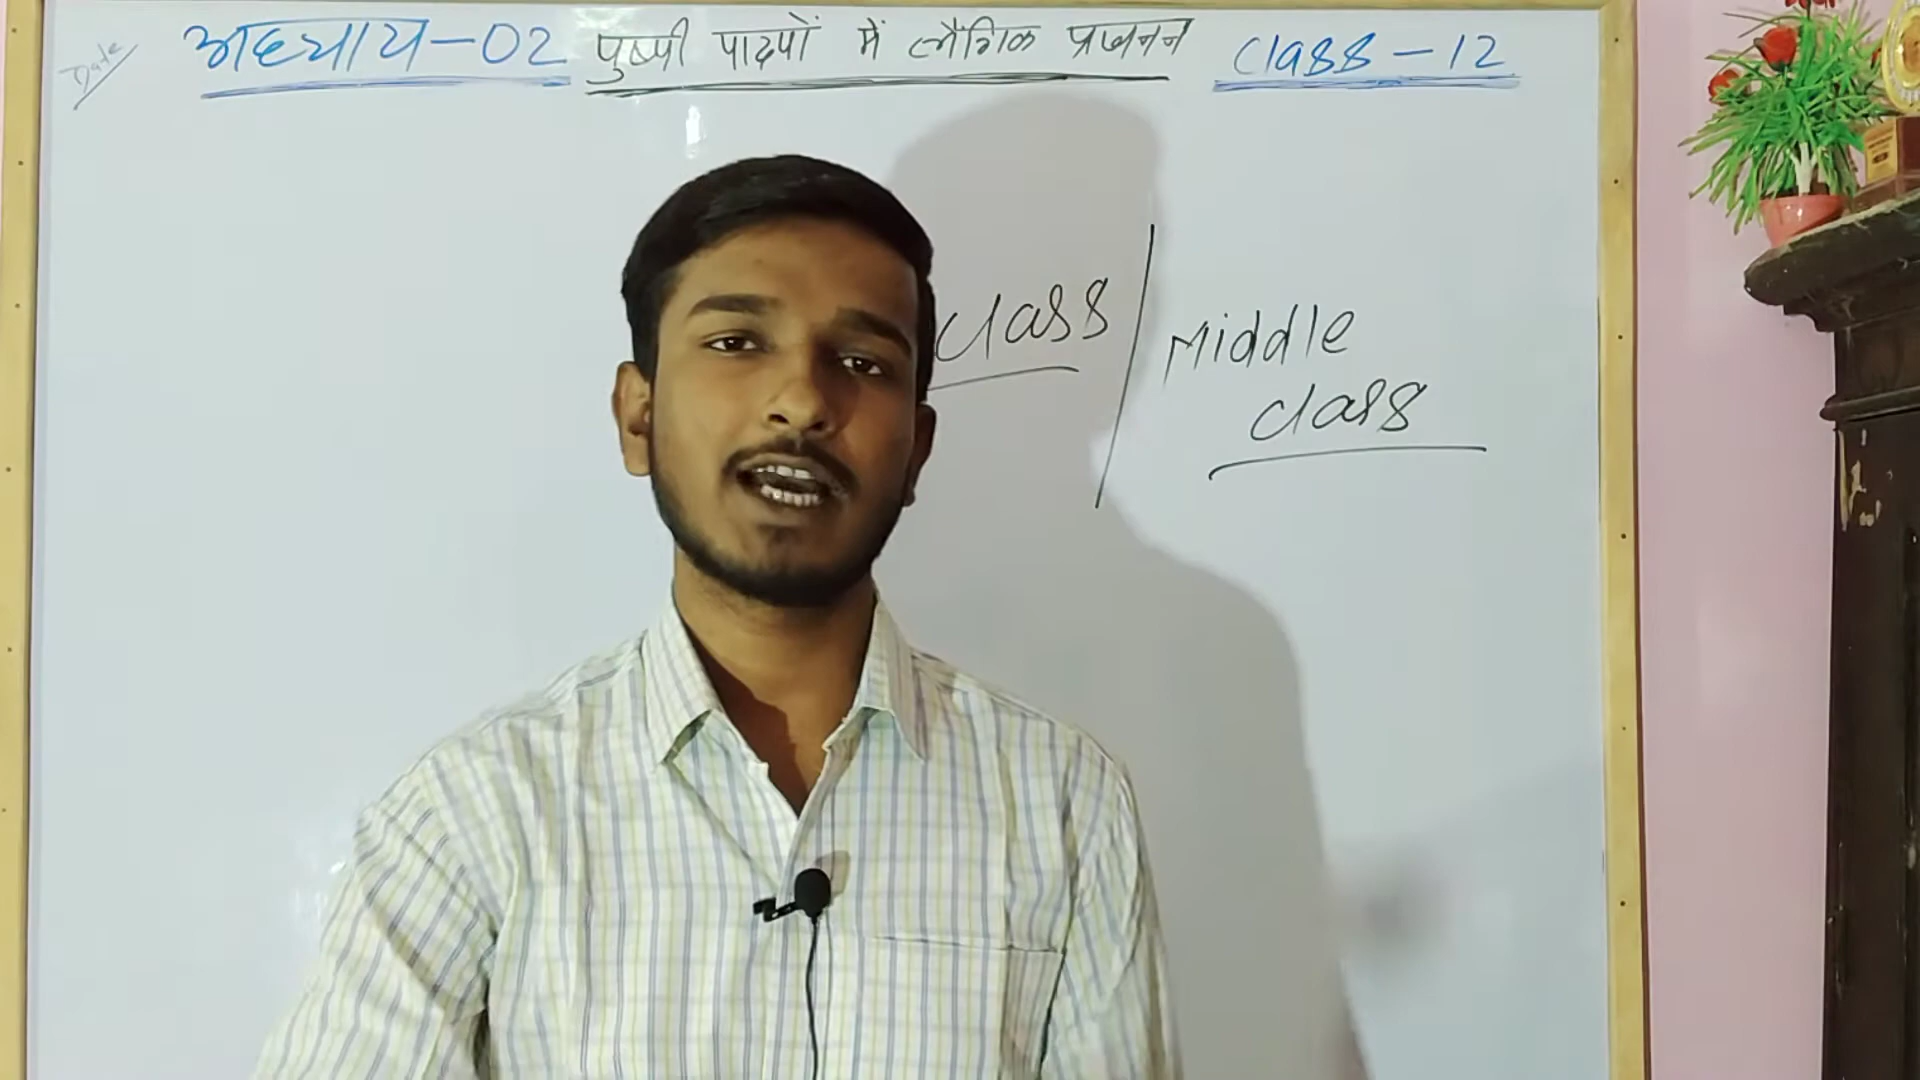 Date
अध्याय-02 पुष्पी पादपों में लैंगिक प्रजनन Class-12
class
Middle
class